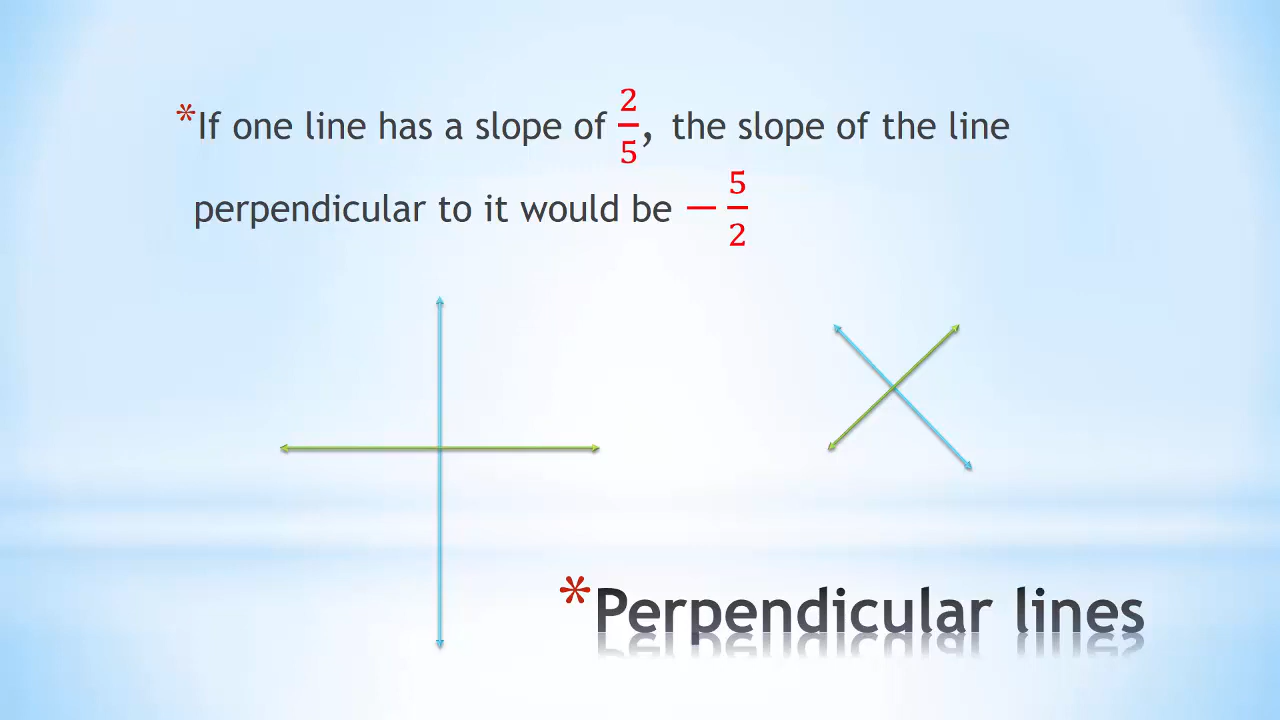 *If one line has a slope of 2/5, the slope of the line
perpendicular to it would be − 5/2
*Perpendicular lines